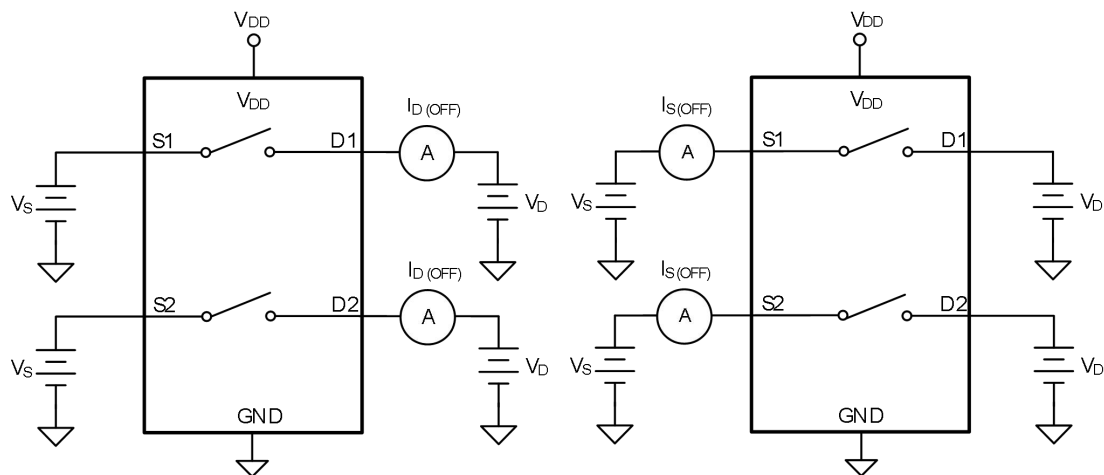 VDD
VDD
ID (OFF)
S1
D1
A
VS
VD
ID (OFF)
S2
D2
A
VS
VD
GND
VDD
VDD
IS(OFF)
S1
D1
A
VS
VD
IS(OFF)
S2
D2
A
VS
VD
GND